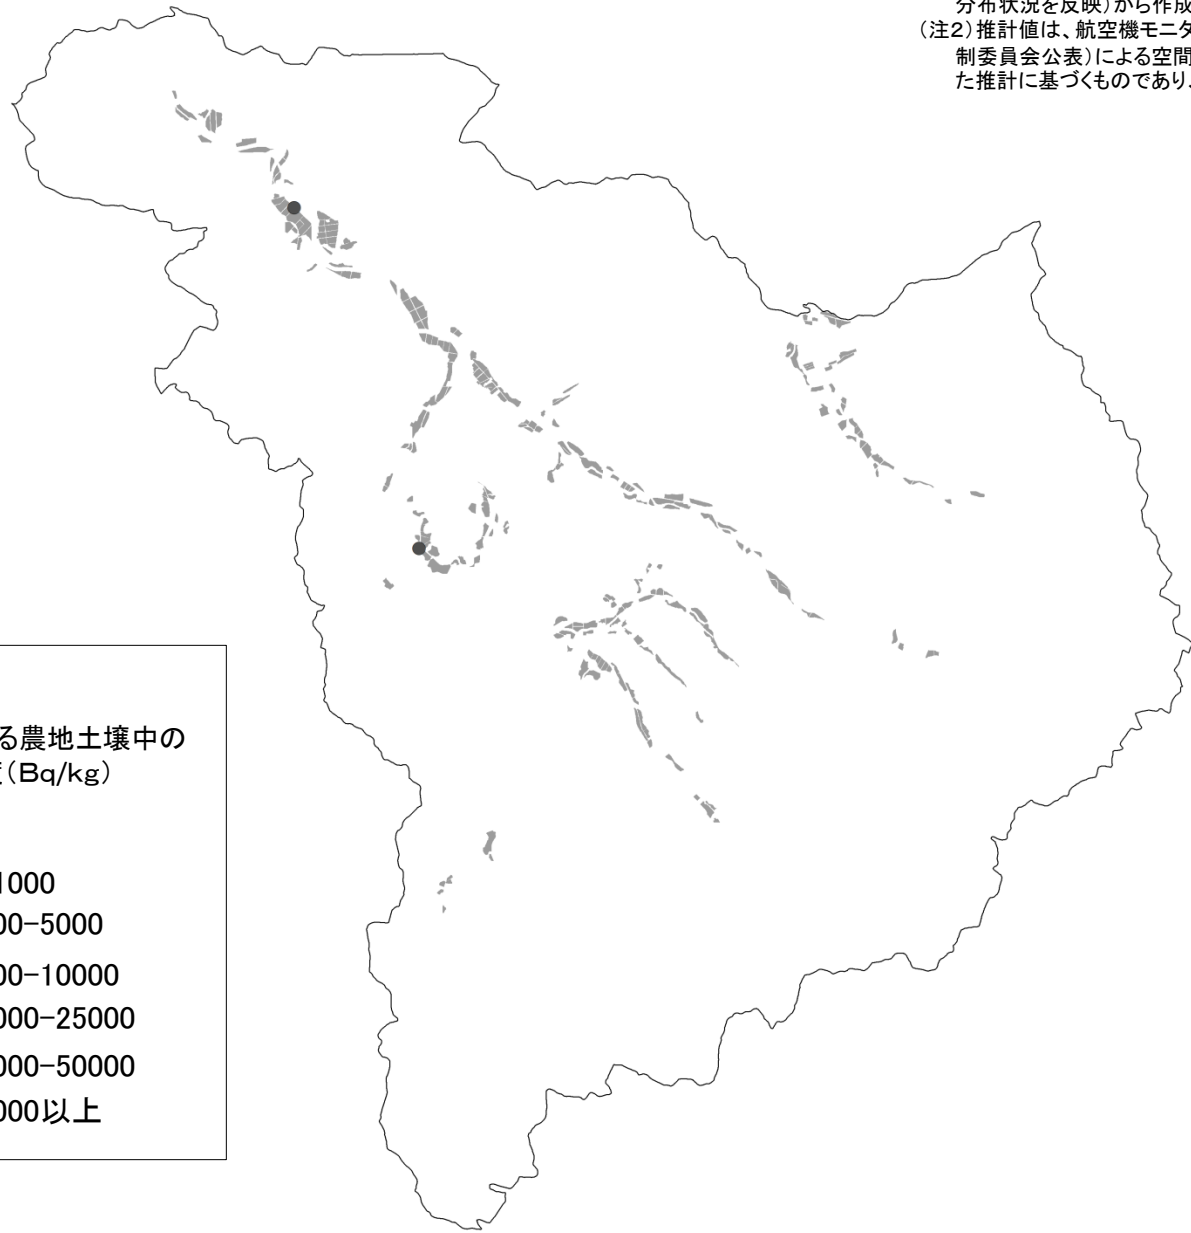 分布状況を反映）から作成
（注2）推計値は、航空機モニタ
制委員会公表）による空間
た推計に基づくものであり、
る農地土壌中の
（Bq/kg）
1000
00-5000
00-10000
000-25000
000-50000
000以上